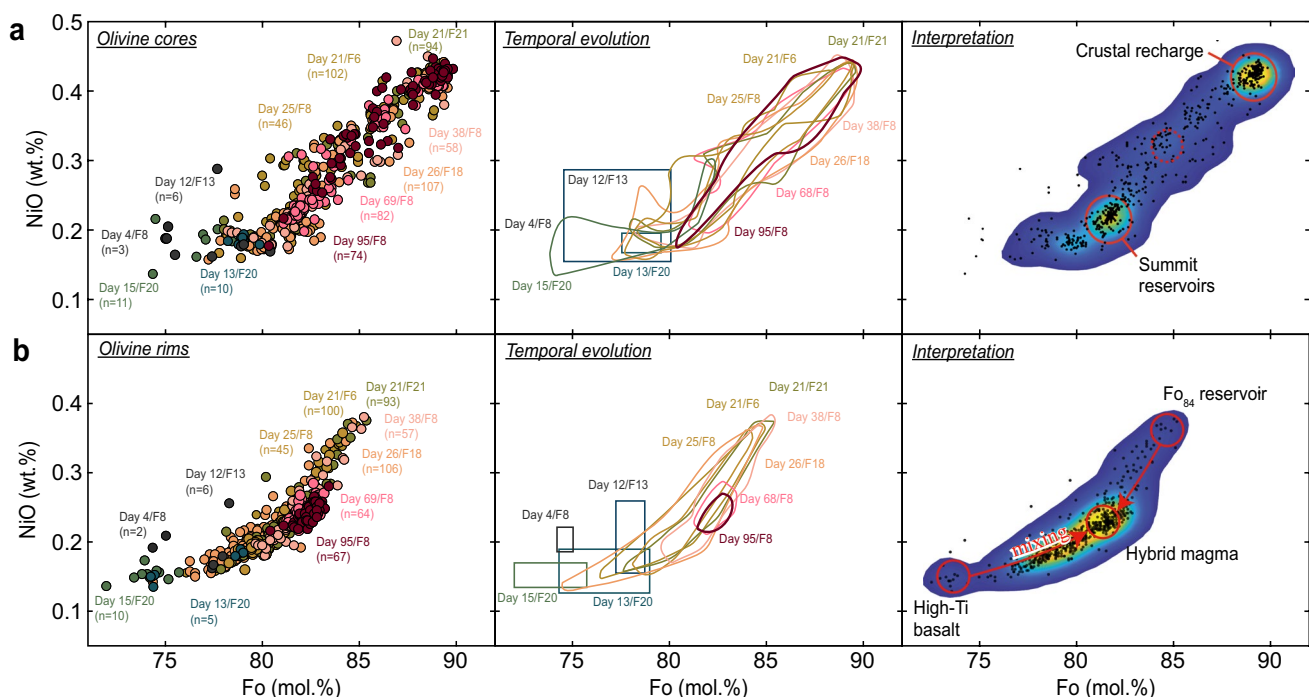 a
Olivine cores
Day 21/F21
(n=94)
Day 21/F6
(n=102)
Day 25/F8
(n=46)
Day 38/F8
(n=58)
Day 26/F18
(n=107)
Day 12/F13
(n=6)
Day 69/F8
(n=82)
Day 4/F8
(n=3)
Day 95/F8
(n=74)
Day 13/F20
(n=10)
Day 15/F20
(n=11)
NiO (wt.%)
0.5
0.4
0.3
0.2
0.1
Temporal evolution
Day 21/F21
Day 21/F6
Day 25/F8
Day 38/F8
Day 26/F18
Day 12/F13
Day 68/F8
Day 4/F8
Day 95/F8
Day 13/F20
Day 15/F20
Interpretation
Crustal recharge
Summit
reservoirs
b
Olivine rims
Day 21/F21
(n=93)
Day 21/F6
(n=100)
Day 38/F8
(n=57)
Day 25/F8
(n=45)
Day 26/F18
(n=106)
Day 12/F13
(n=6)
Day 69/F8
(n=64)
Day 4/F8
(n=2)
Day 95/F8
(n=67)
Day 15/F20
(n=10)
Day 13/F20
(n=5)
NiO (wt.%)
0.4
0.3
0.2
0.1
75 80 85 90
Fo (mol.%)
Temporal evolution
Day 21/F21
Day 21/F6
Day 38/F8
Day 25/F8
Day 26/F18
Day 12/F13
Day 68/F8
Day 4/F8
Day 95/F8
Day 15/F20
Day 13/F20
75 80 85 90
Fo (mol.%)
Interpretation
Fo₈₄ reservoir
mixing
Hybrid magma
High-Ti
basalt
75 80 85 90
Fo (mol.%)